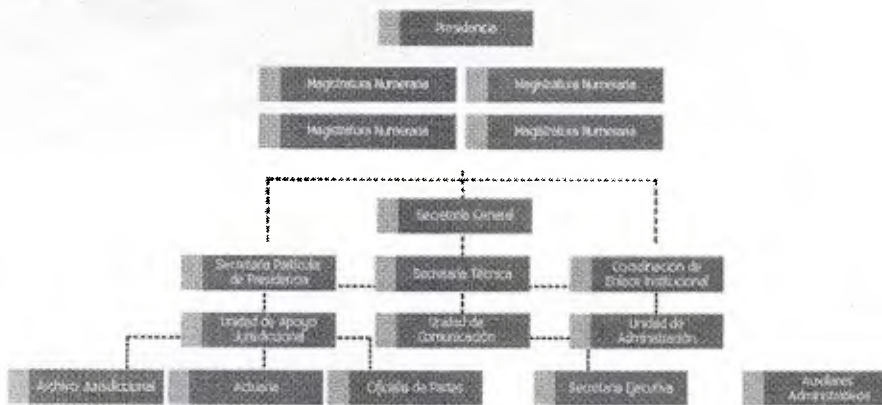 Presidencia
Magistratura Numeraria
Magistratura Numeraria
Magistratura Numeraria
Magistratura Numeraria
Secretaría General
Secretaría Particular
de Presidencia
Secretaría Técnica
Coordinación de
Enlace Institucional
Unidad de Apoyo
Jurisdiccional
Unidad de
Comunicación
Unidad de
Administración
Archivo Jurisdiccional
Actuaría
Oficialía de Partes
Secretaría Ejecutiva
Auxiliares
Administrativos